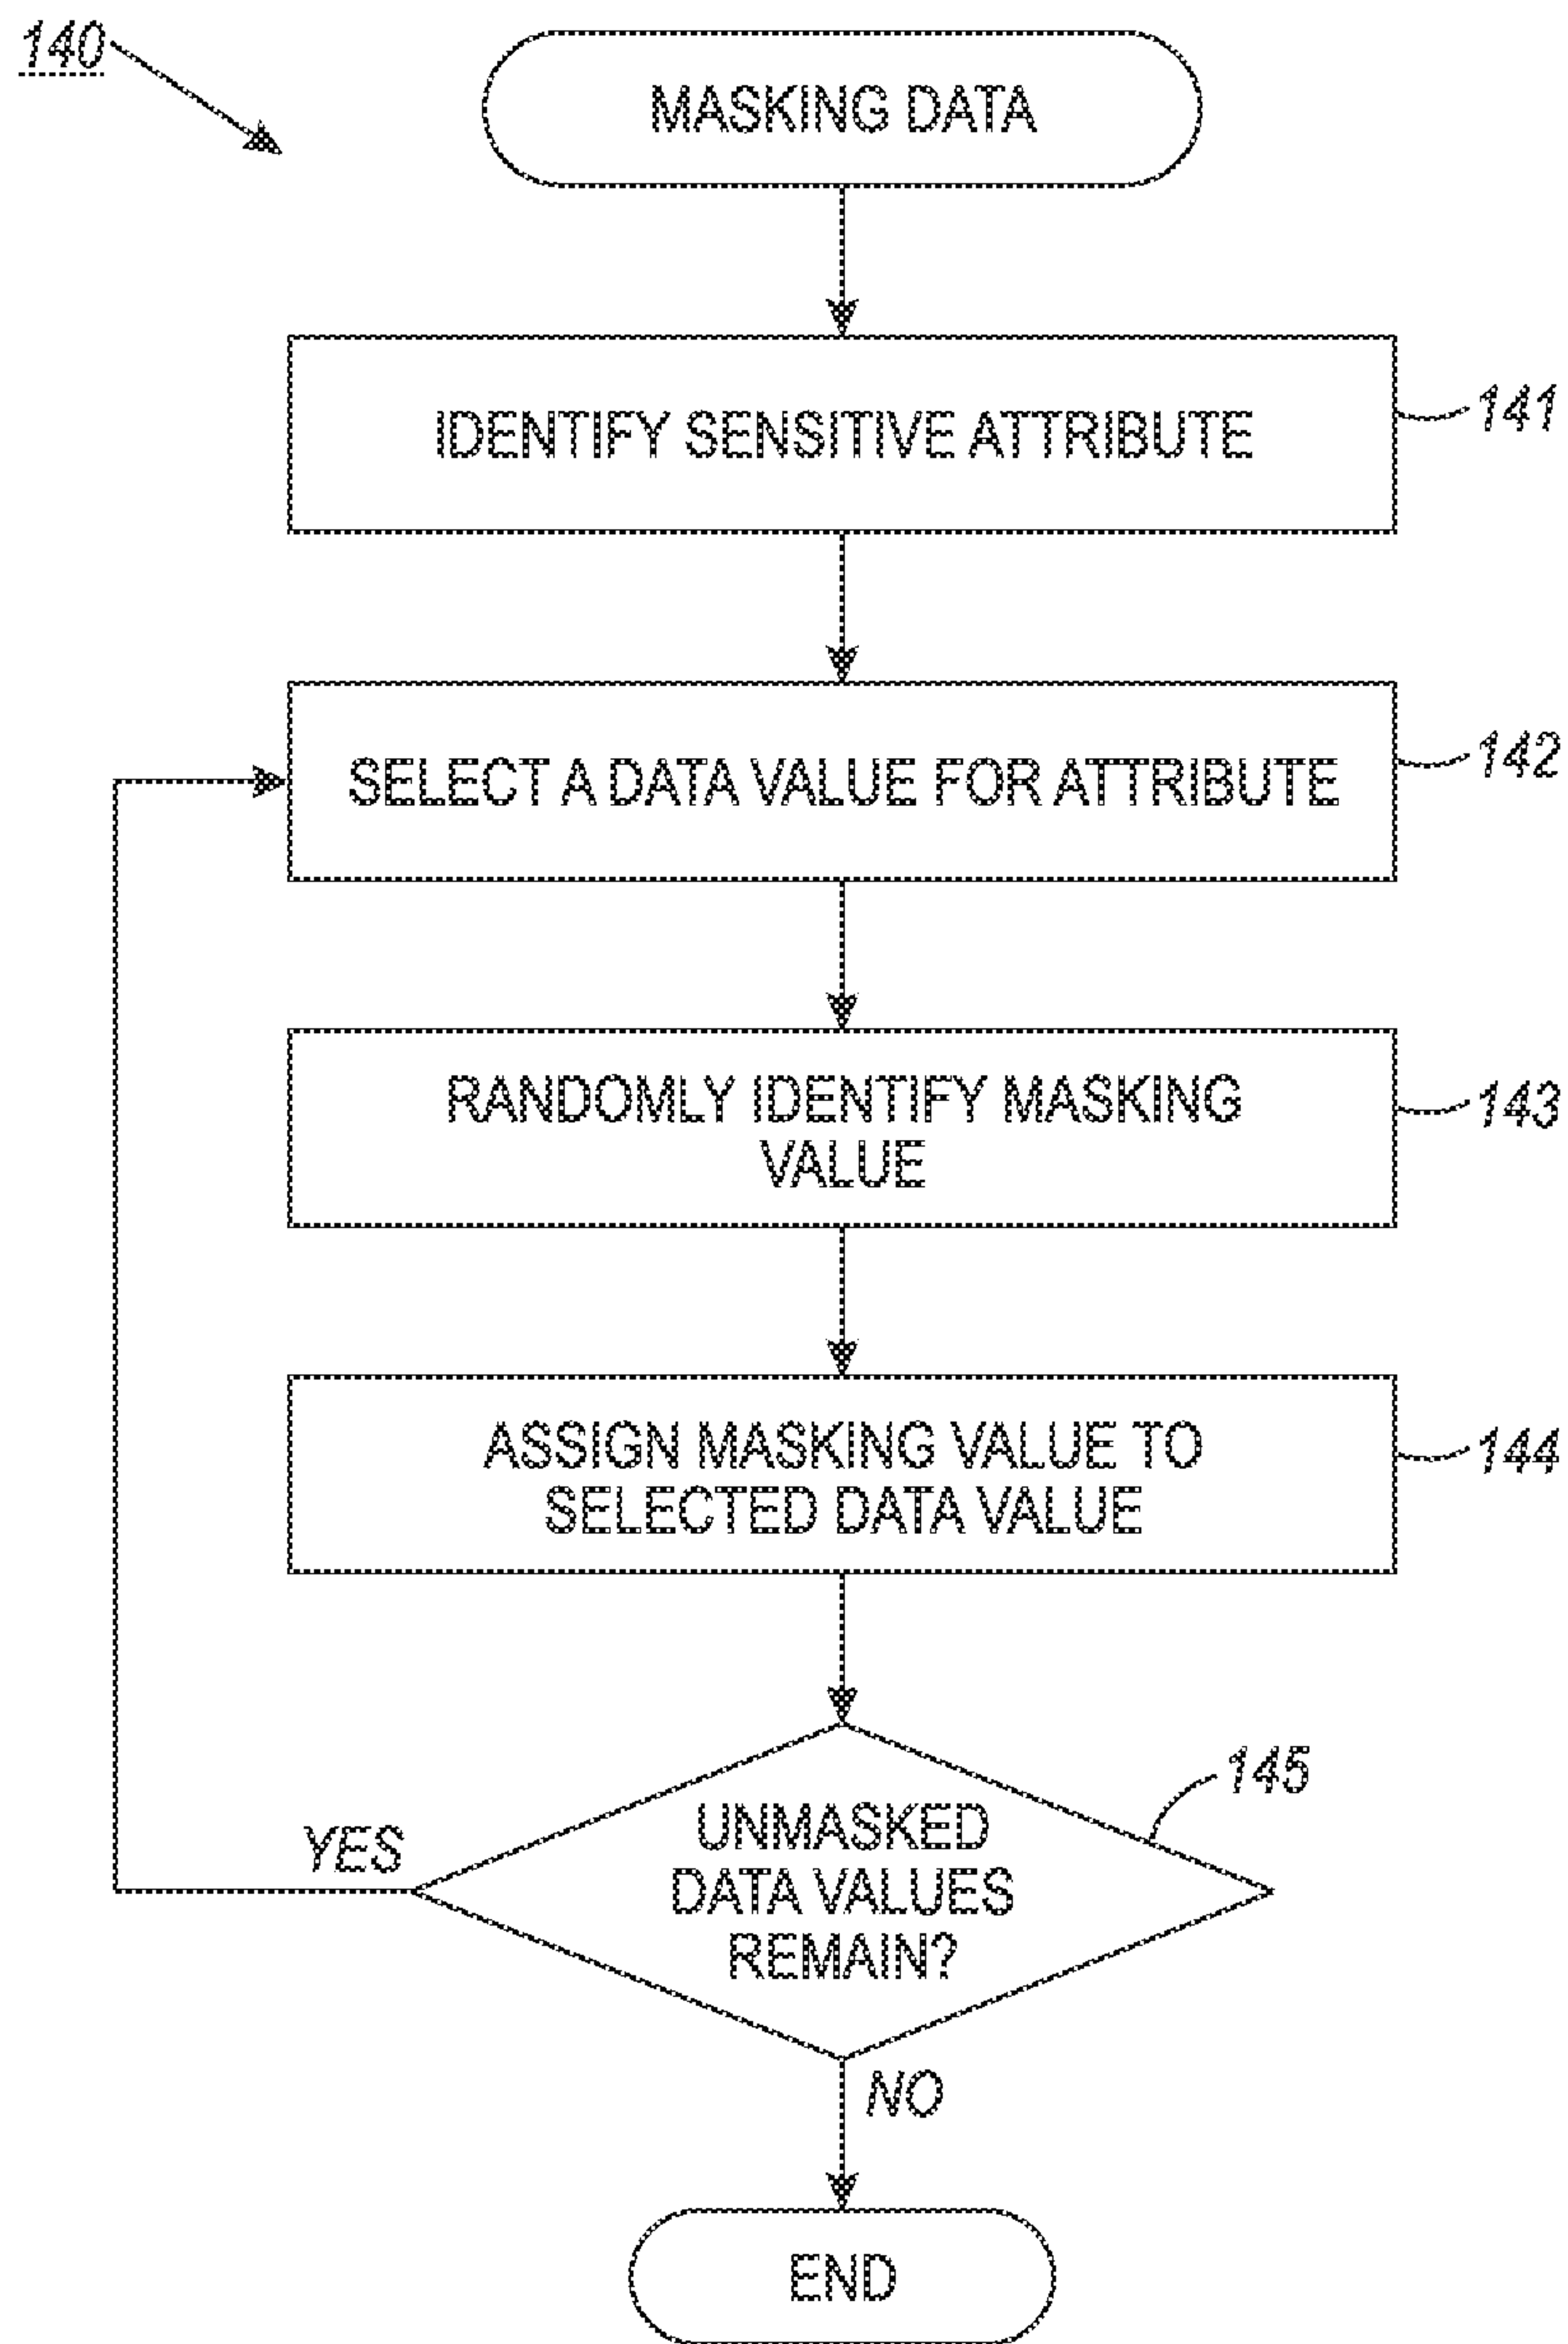 140
MASKING DATA
IDENTIFY SENSITIVE ATTRIBUTE
141
SELECT A DATA VALUE FOR ATTRIBUTE
142
RANDOMLY IDENTIFY MASKING
VALUE
143
ASSIGN MASKING VALUE TO
SELECTED DATA VALUE
144
145
UNMASKED
DATA VALUES
REMAIN?
YES
NO
END